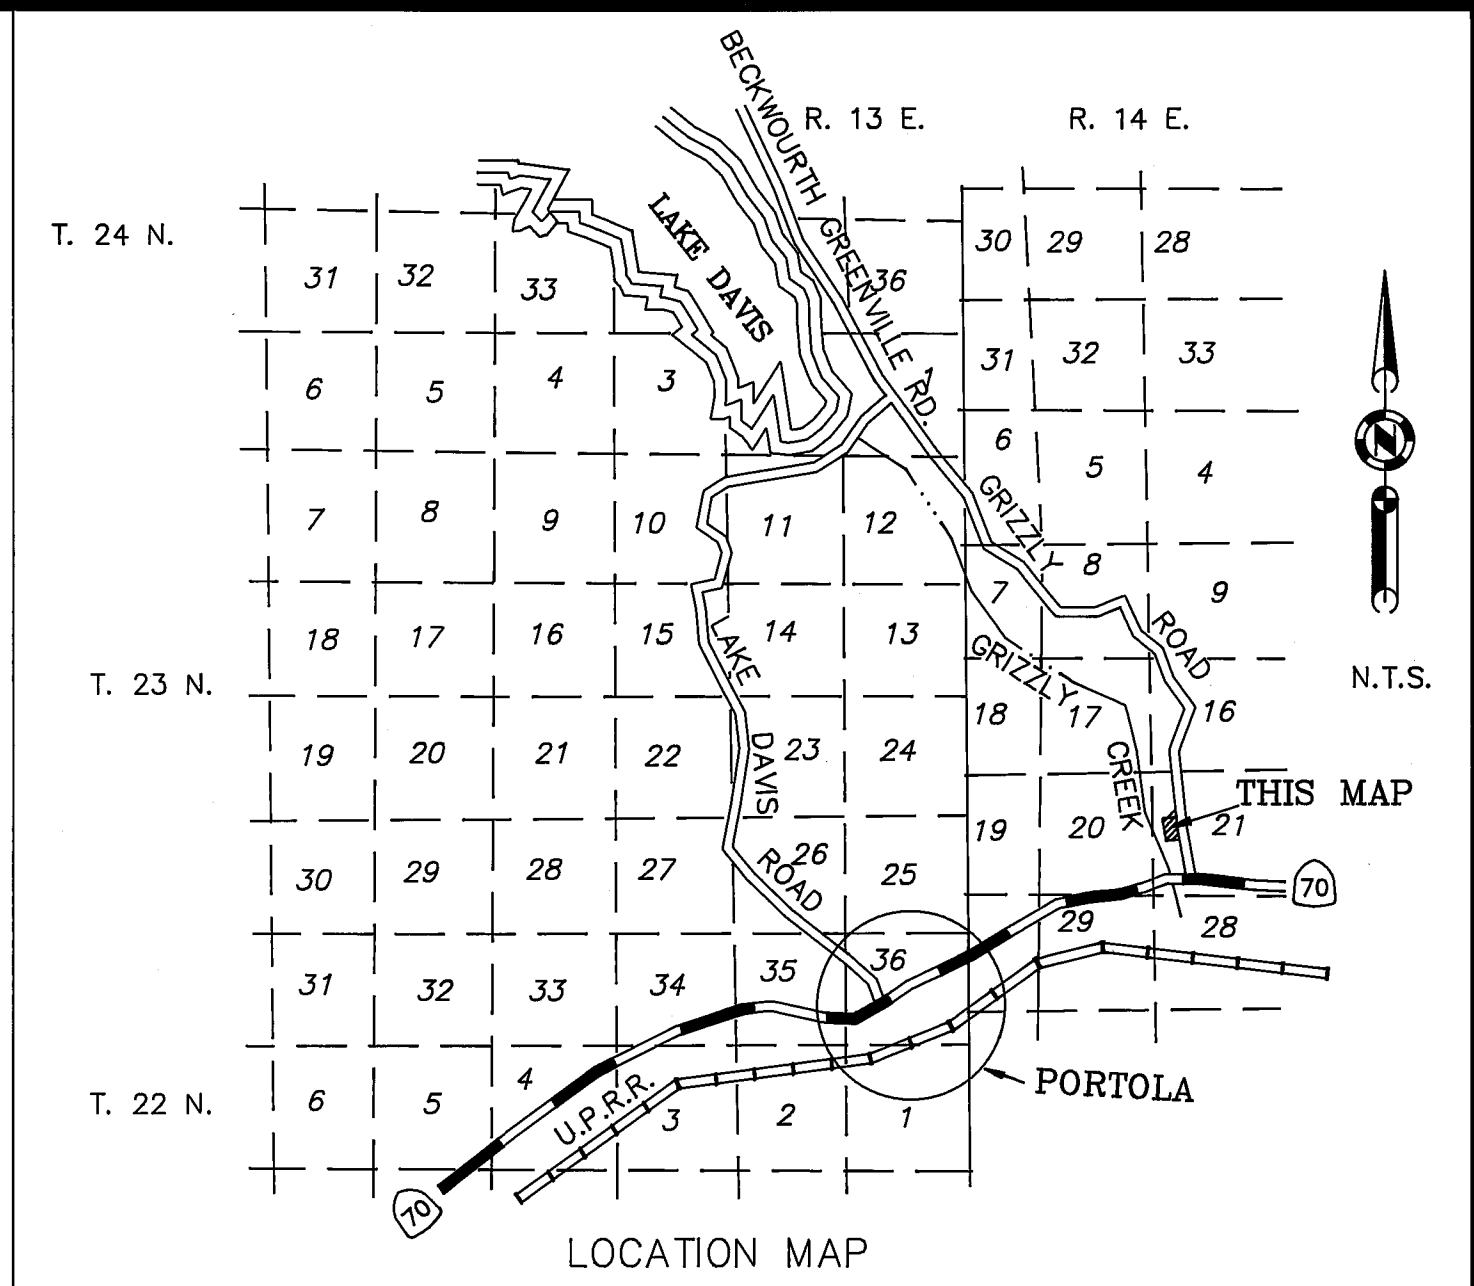 BECKWOURTH GREENVILLE RD.
R. 13 E.
R. 14 E.
T. 24 N.
LAKE DAVIS
30 29 28
31 32 33 36
31 32 33
6 5 4 3 1
6 5 4
GRIZZLY ROAD
7 8 9 10 11 12
7 8 9
N
18 17 16 15 14 13
GRIZZLY CREEK
T. 23 N.
N.T.S.
LAKE DAVIS ROAD
18 17 16
19 20 21 22 23 24
THIS MAP
19 20 21
30 29 28 27 26 25
70
29 28
31 32 33 34 35 36
PORTOLA
T. 22 N.
6 5 4 3 2 1
U.P.R.R.
70
LOCATION MAP